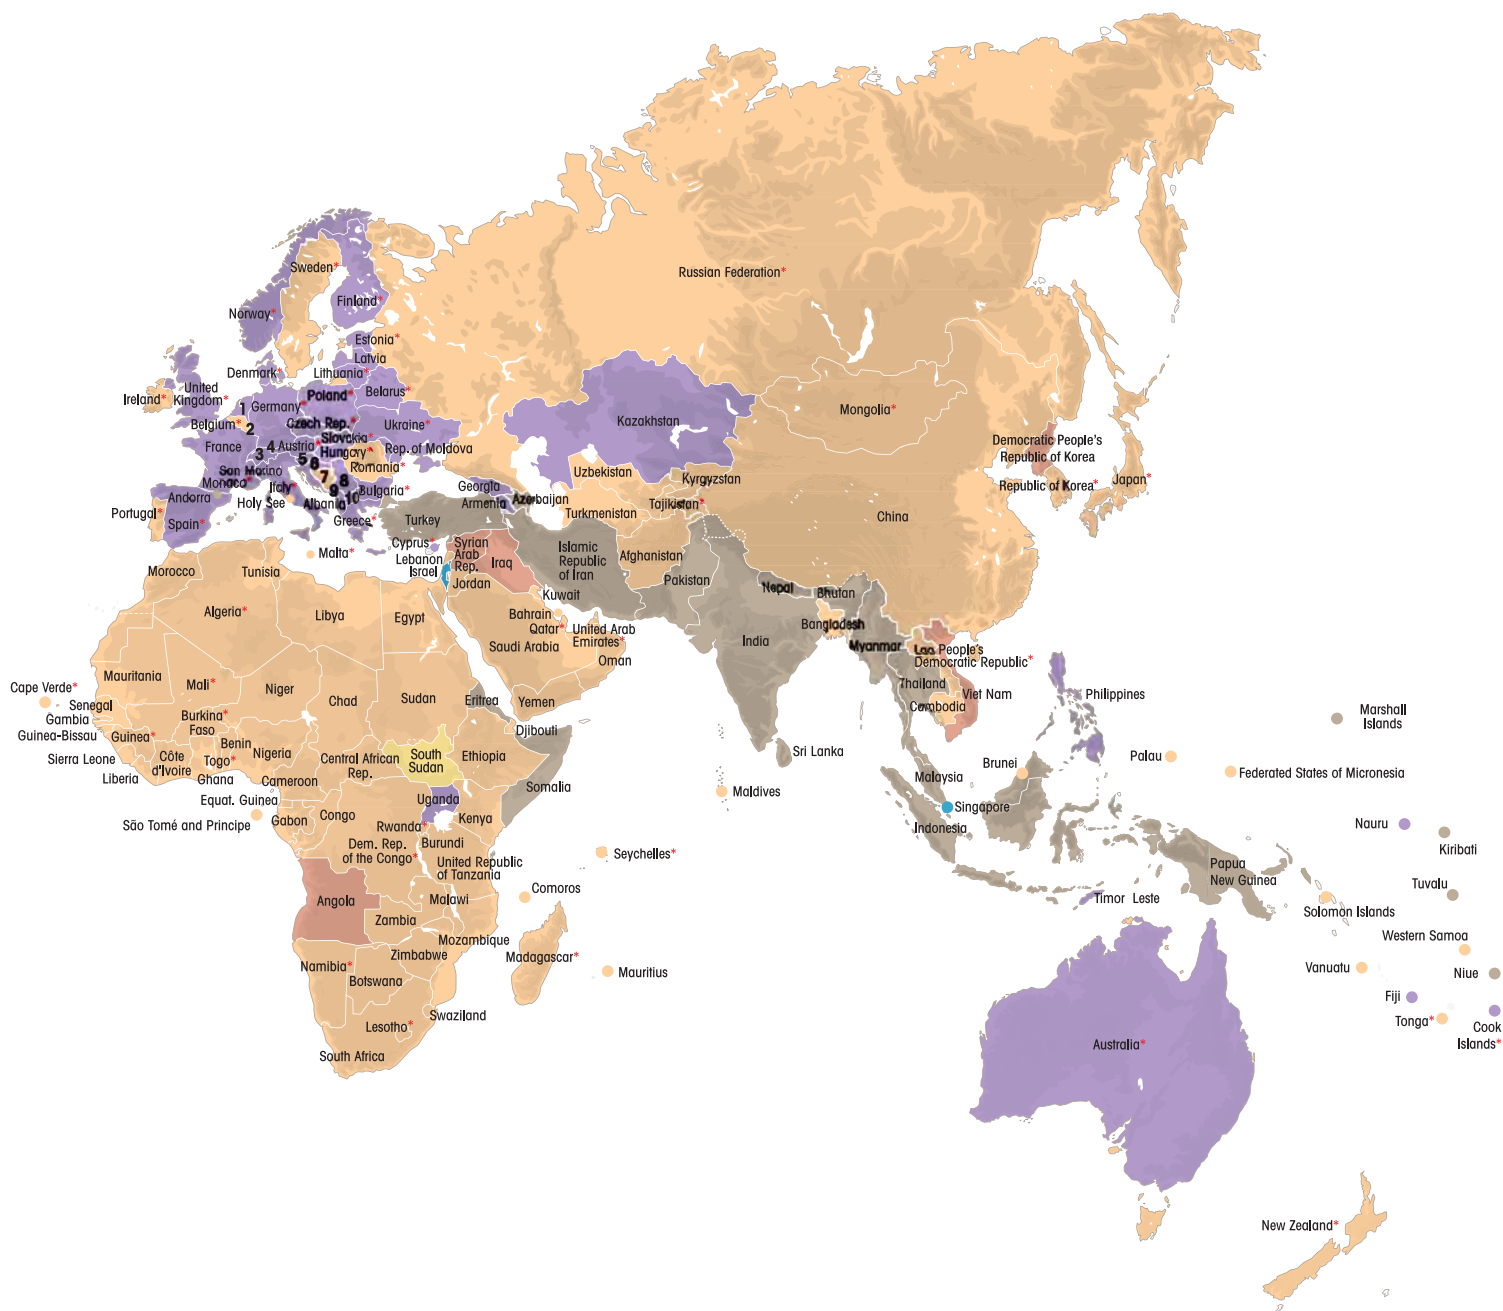 Russian Federation*
Sweden*
Finland*
Norway*
Estonia*
Latvia
Denmark*
Lithuania*
United
Kingdom*
Ireland*
Poland*
Belarus*
1
Germany*
Belgium*
2
Czech Rep.*
Ukraine*
Slovakia*
France
3
4
Austria*
Hungary*
Rep. of Moldova
5
6
Romania*
San Marino
Monaco*
7
8
Italy*
9
10
Bulgaria*
Andorra
Holy See
Albania
Portugal*
Spain*
Greece*
Georgia
Armenia
Azerbaijan
Turkey
Malta*
Cyprus*
Lebanon
Israel
Syrian
Arab
Rep.
Iraq
Jordan
Kazakhstan
Mongolia*
Uzbekistan
Kyrgyzstan
Turkmenistan
Tajikistan*
China
Democratic People's
Republic of Korea
Republic of Korea*
Japan*
Islamic
Republic
of Iran
Afghanistan
Pakistan
Kuwait
Bahrain
Qatar*
United Arab
Emirates*
Saudi Arabia
Oman
Yemen
Nepal
Bhutan
Bangladesh
India
Myanmar
Lao People's
Democratic Republic*
Thailand
Viet Nam
Cambodia
Philippines
Sri Lanka
Maldives
Malaysia
Brunei
Singapore
Indonesia
Palau
Marshall
Islands
Federated States of Micronesia
Nauru
Kiribati
Papua
New Guinea
Tuvalu
Timor Leste
Solomon Islands
Western Samoa
Vanuatu
Niue
Fiji
Tonga*
Cook
Islands*
Australia*
New Zealand*
Morocco
Tunisia
Algeria*
Libya
Egypt
Mauritania
Mali*
Niger
Chad
Sudan
Eritrea
Cape Verde*
Senegal
Gambia
Guinea-Bissau
Guinea*
Burkina*
Faso
Benin
Sierra Leone
Liberia
Côte
d'Ivoire
Togo*
Ghana
Nigeria
Cameroon
Central African
Rep.
South
Sudan
Ethiopia
Djibouti
Somalia
Equat. Guinea
São Tomé and Principe
Gabon
Congo
Uganda
Kenya
Rwanda*
Burundi
Dem. Rep.
of the Congo*
United Republic
of Tanzania
Seychelles*
Comoros
Angola
Malawi
Zambia
Mozambique
Zimbabwe
Madagascar*
Mauritius
Namibia*
Botswana
Swaziland
Lesotho*
South Africa